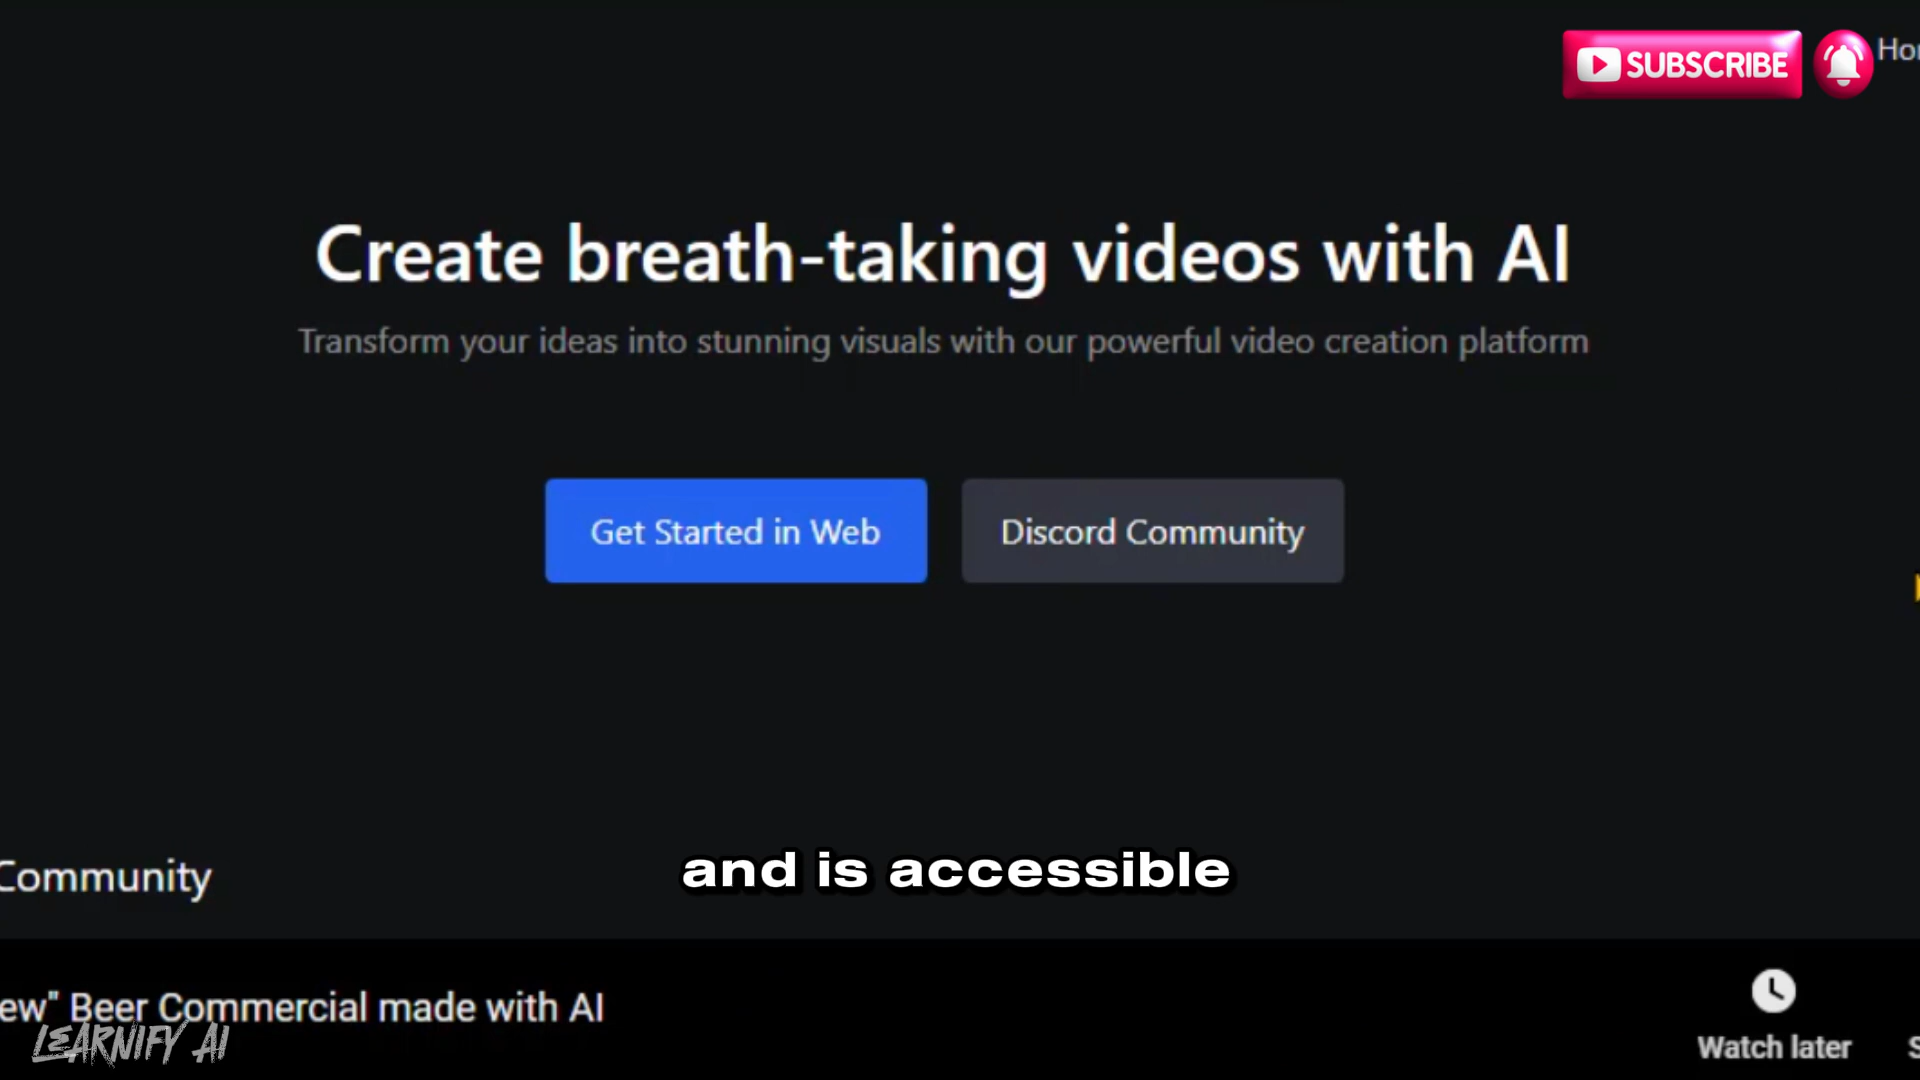 SUBSCRIBE
Create breath-taking videos with AI
Transform your ideas into stunning visuals with our powerful video creation platform
Get Started in Web
Discord Community
and is accessible
Community
Beer Commercial made with AI
LEARNIFY AI
Watch later